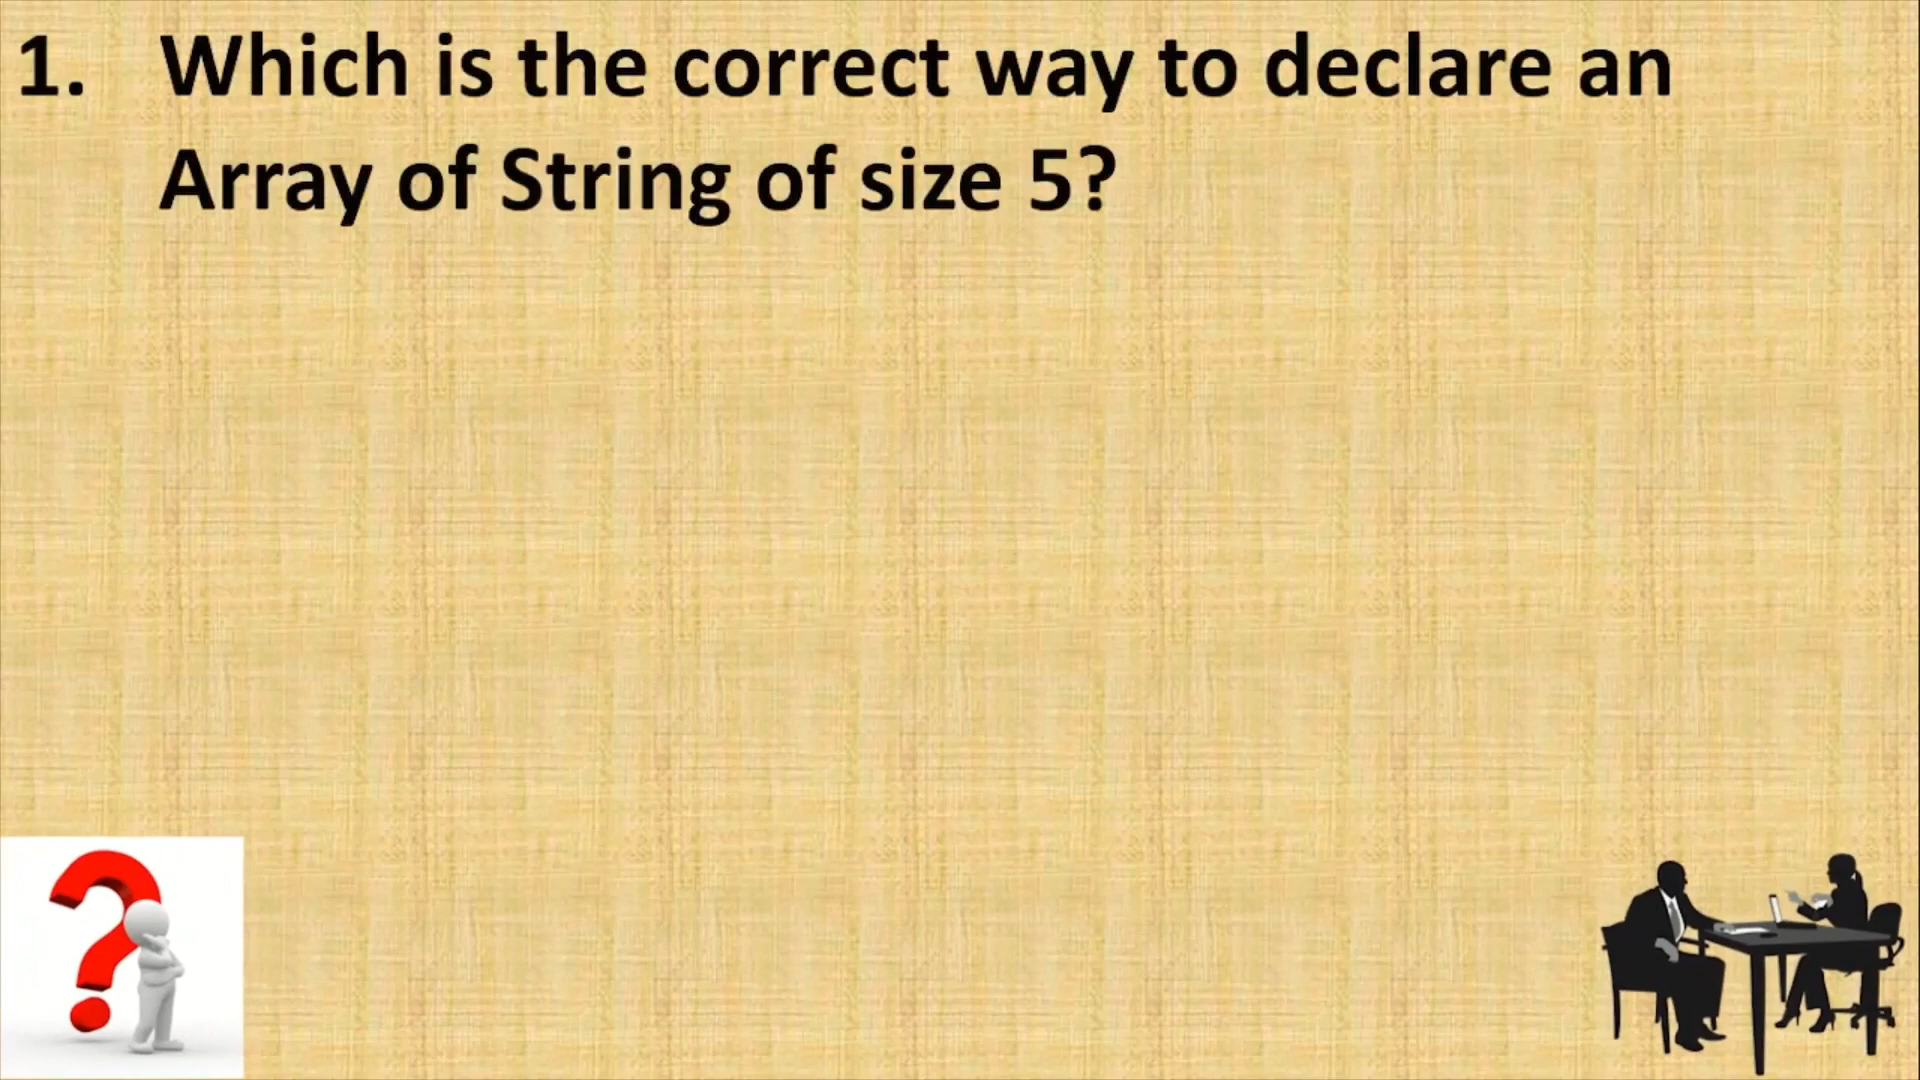 1. Which is the correct way to declare an
Array of String of size 5?